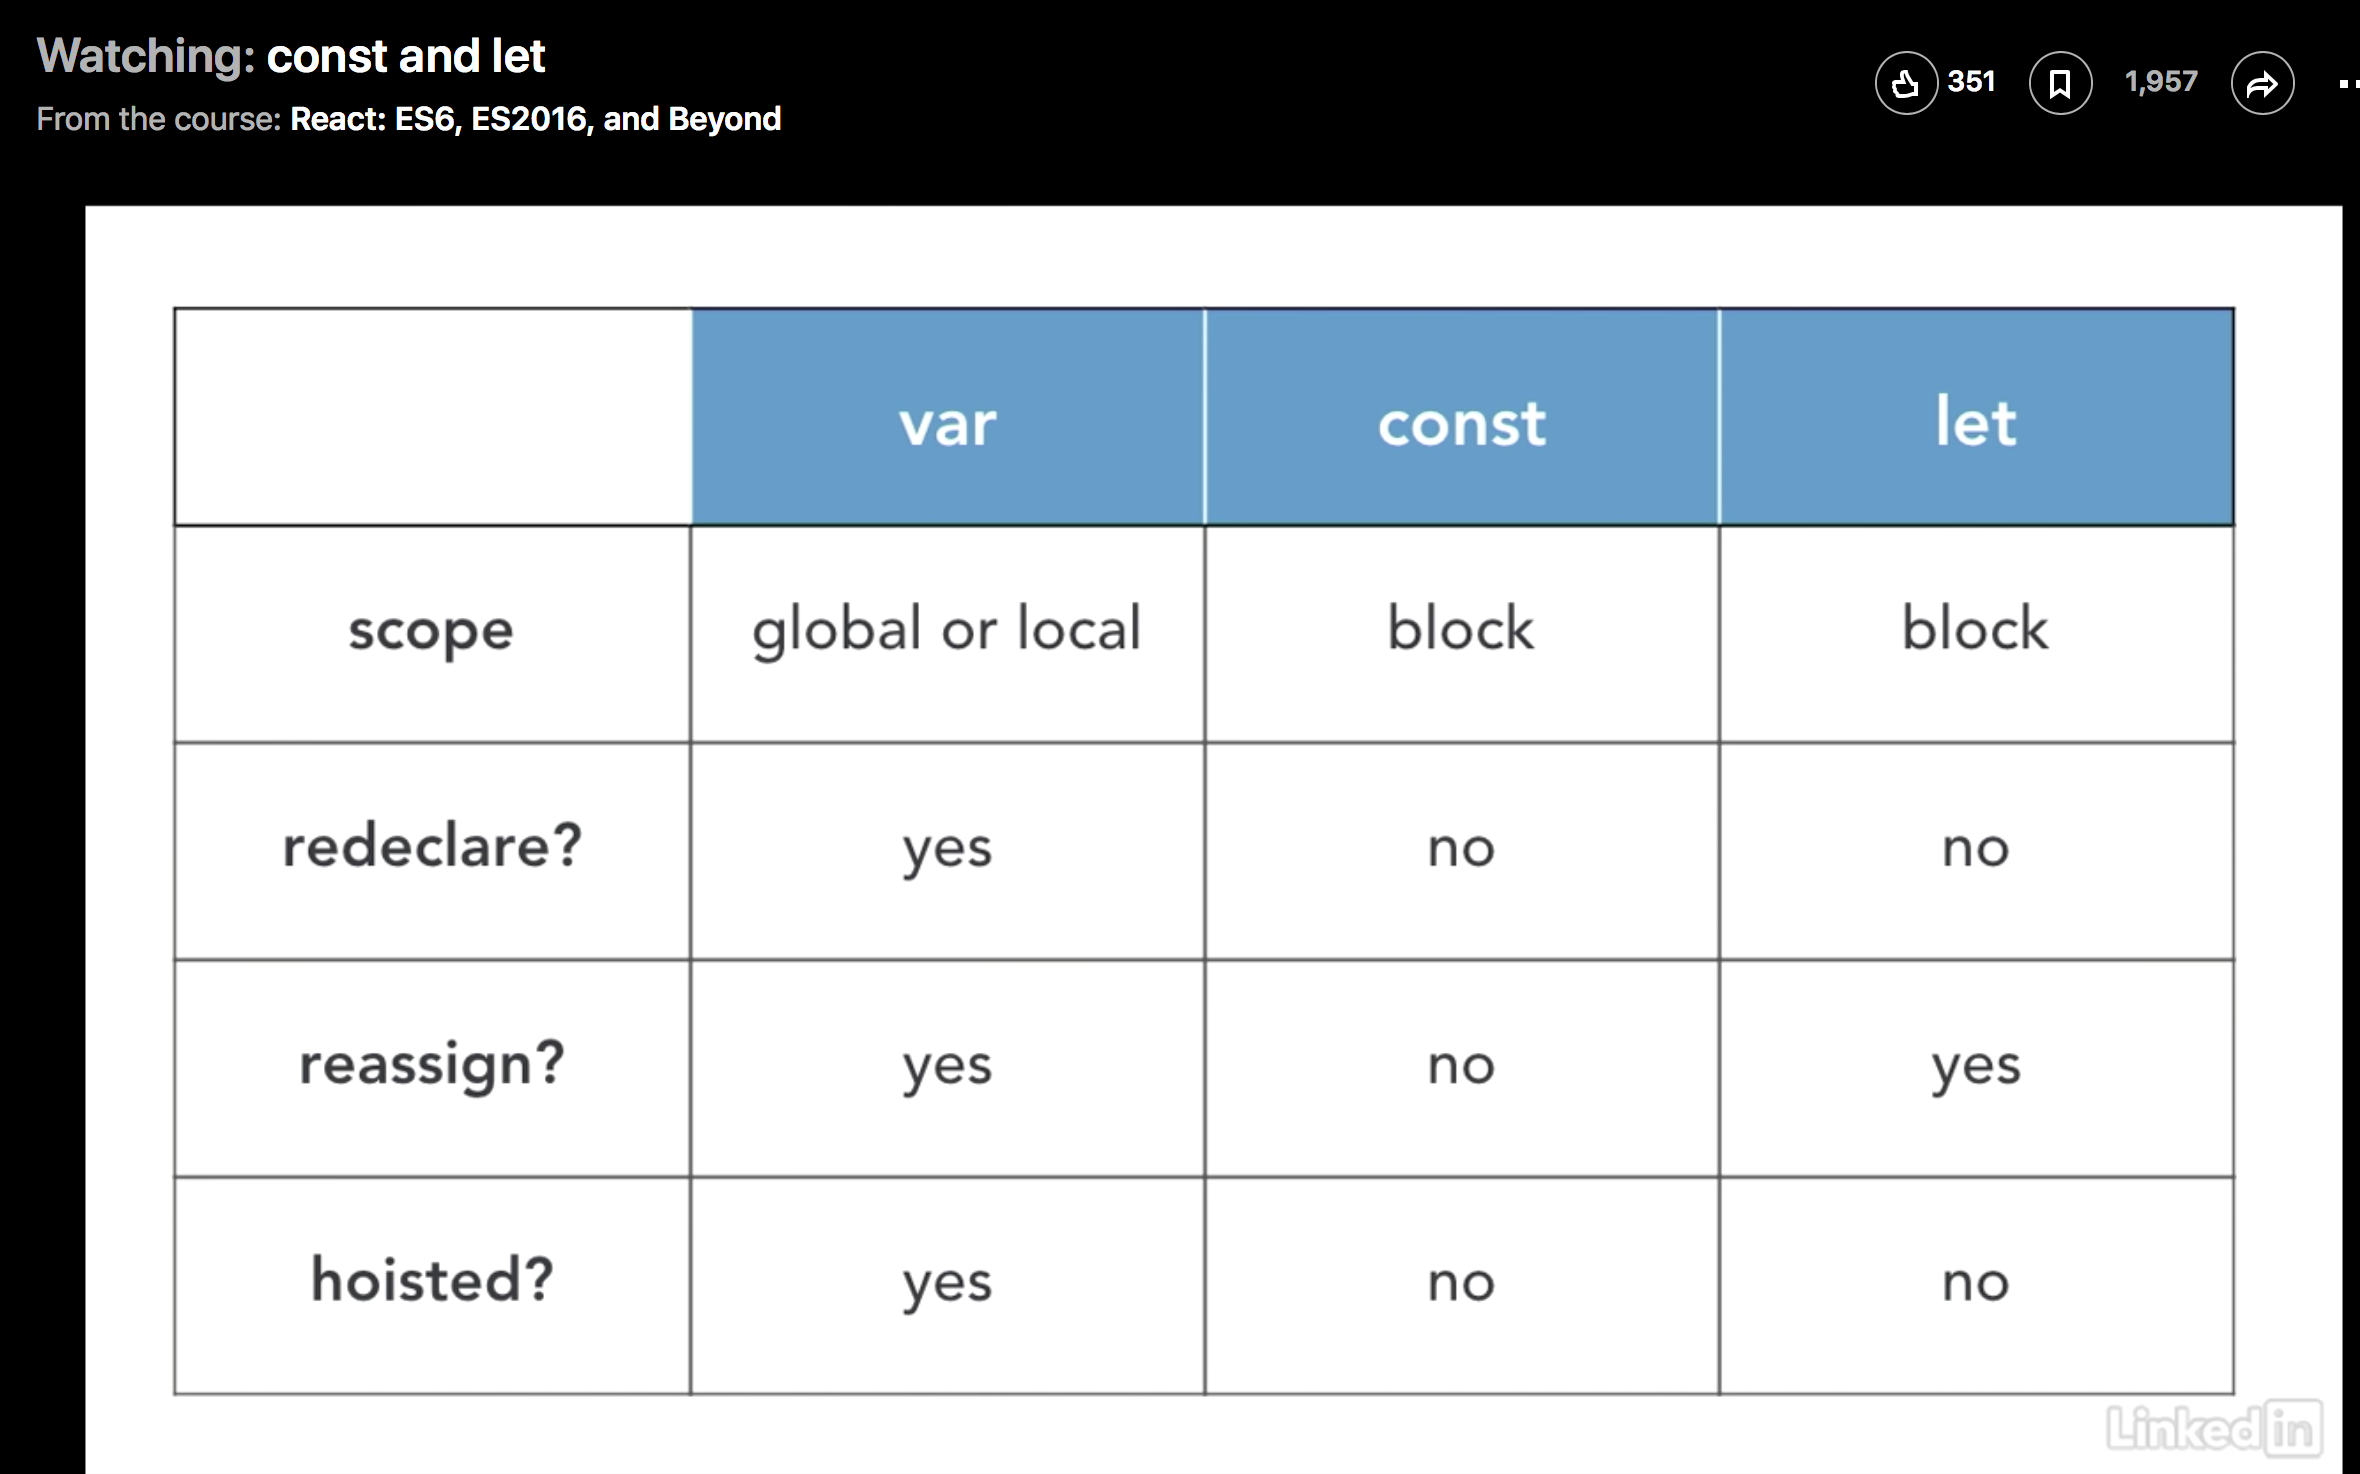 Watching: const and let
351
1,957
From the course: React: ES6, ES2016, and Beyond
var const let
scope global or local block block
redeclare? yes no no
reassign? yes no yes
hoisted? yes no no
LinkedIn